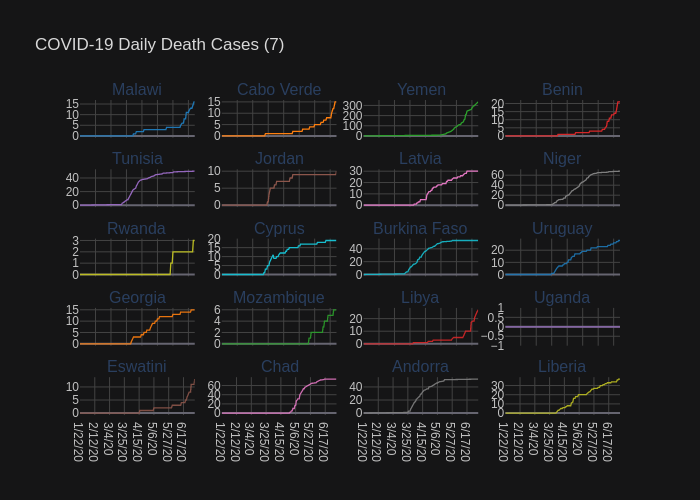 COVID-19 Daily Death Cases (7)
Malawi Cabo Verde Yemen Benin
15 10 5 0 15 10 5 0 300 200 100 0 20 15 10 5 0
Tunisia Jordan Latvia Niger
40 20 0 10 5 0 30 20 10 0 60 40 20 0
Rwanda Cyprus Burkina Faso Uruguay
3 2 1 0 20 15 10 5 0 40 20 0 20 10 0
Georgia Mozambique Libya Uganda
15 10 5 0 6 4 2 0 20 10 0 1 0.5 0 −0.5 −1
Eswatini Chad Andorra Liberia
10 5 0 60 40 20 0 40 20 0 30 20 10 0
1/22/20 2/12/20 3/4/20 3/25/20 4/15/20 5/6/20 5/27/20 6/17/20 1/22/20 2/12/20 3/4/20 3/25/20 4/15/20 5/6/20 5/27/20 6/17/20 1/22/20 2/12/20 3/4/20 3/25/20 4/15/20 5/6/20 5/27/20 6/17/20 1/22/20 2/12/20 3/4/20 3/25/20 4/15/20 5/6/20 5/27/20 6/17/20